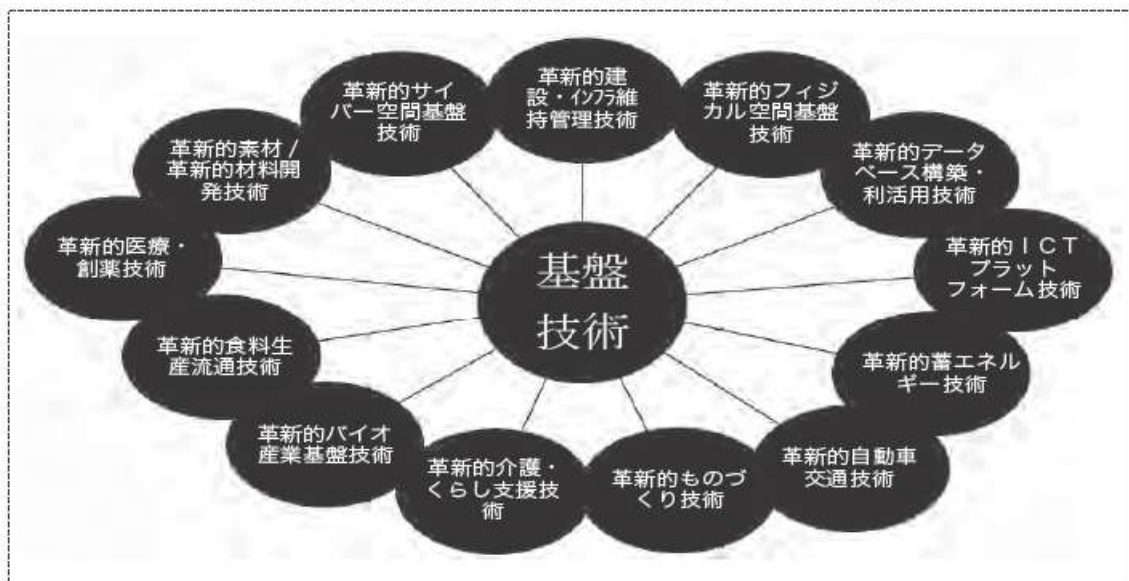 革新的建
設・ｲﾝﾌﾗ維
持管理技術
革新的フィジ
カル空間基盤
技術
革新的データ
ベース構築・
利活用技術
革新的ＩＣＴ
プラット
フォーム技術
革新的蓄エネル
ギー技術
革新的自動車
交通技術
革新的ものづ
くり技術
革新的介護・
くらし支援技
術
革新的バイオ
産業基盤技術
革新的食料生
産流通技術
革新的医療・
創薬技術
革新的素材/
革新的材料開
発技術
革新的サイ
バー空間基盤
技術
基盤
技術